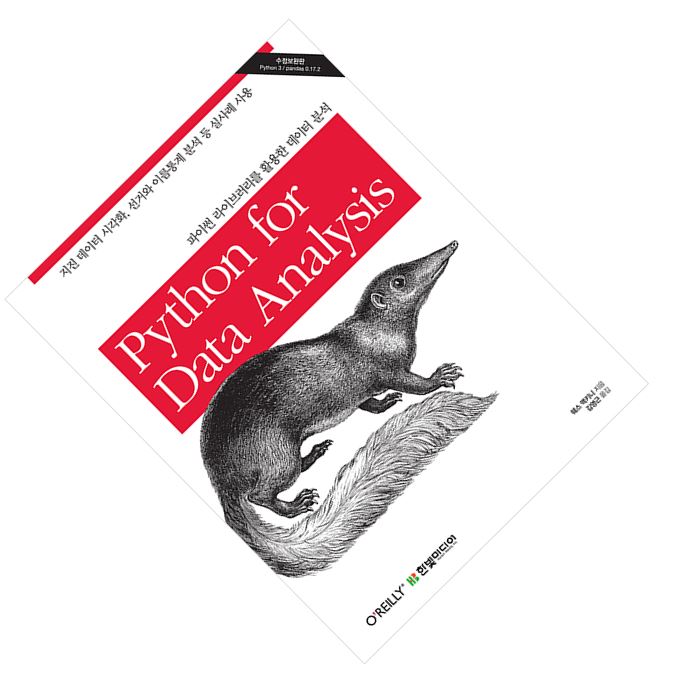 수정보완판
Python 3 / pandas 0.17.2
지진 데이터 시각화, 선거와 이름통계 분석 등 실사례 사용
파이썬 라이브러리를 활용한 데이터 분석
Python for
Data Analysis
웨스 맥키니 지음
김영근 옮김
O'REILLY®
HB 한빛미디어